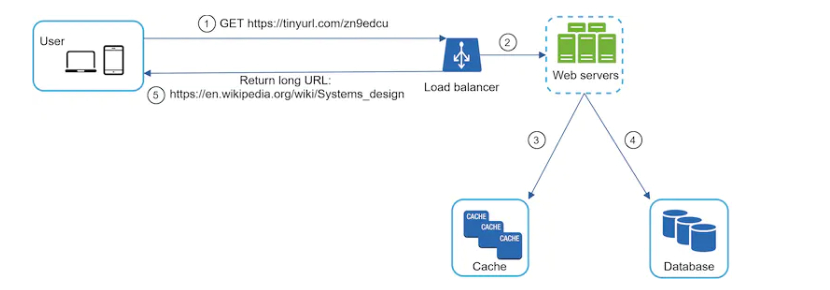 1 GET https://tinyurl.com/zn9edcu
User
2
Web servers
Return long URL:
5 https://en.wikipedia.org/wiki/Systems_design
Load balancer
3
4
CACHE
CACHE
CACHE
Cache
Database